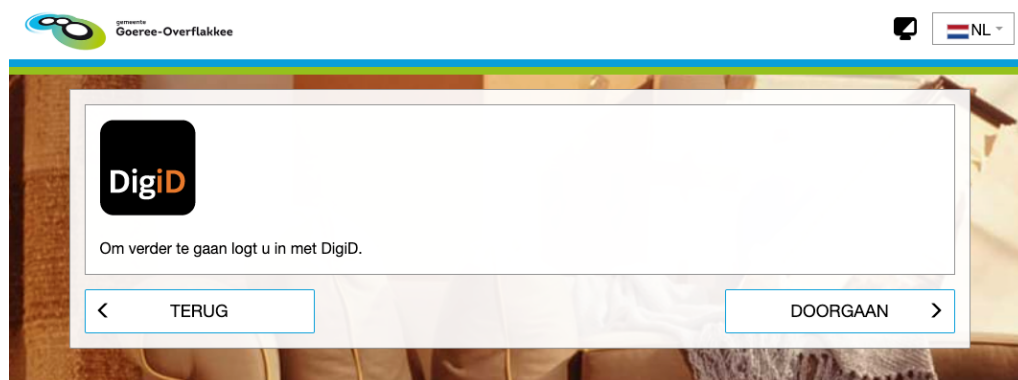 gemeente
Goeree-Overflakkee
NL
DigiD
Om verder te gaan logt u in met DigiD.
TERUG
DOORGAAN